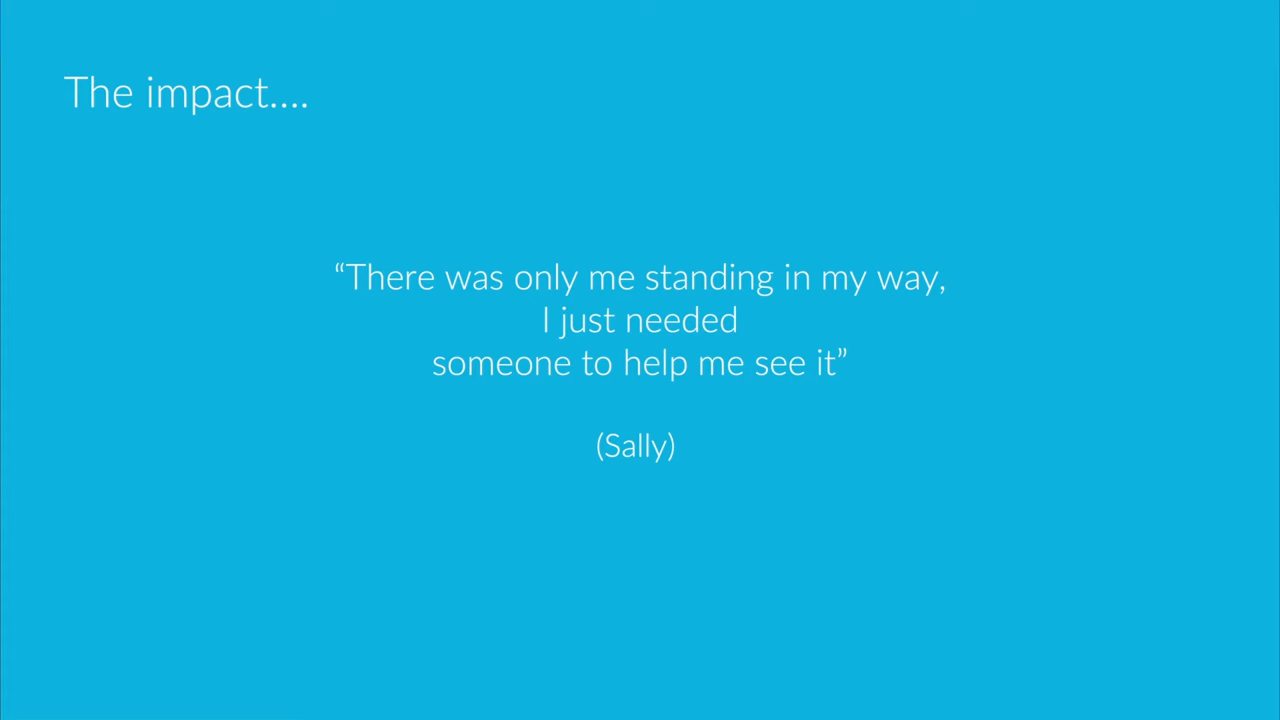 The impact....
“There was only me standing in my way,
I just needed
someone to help me see it”
(Sally)